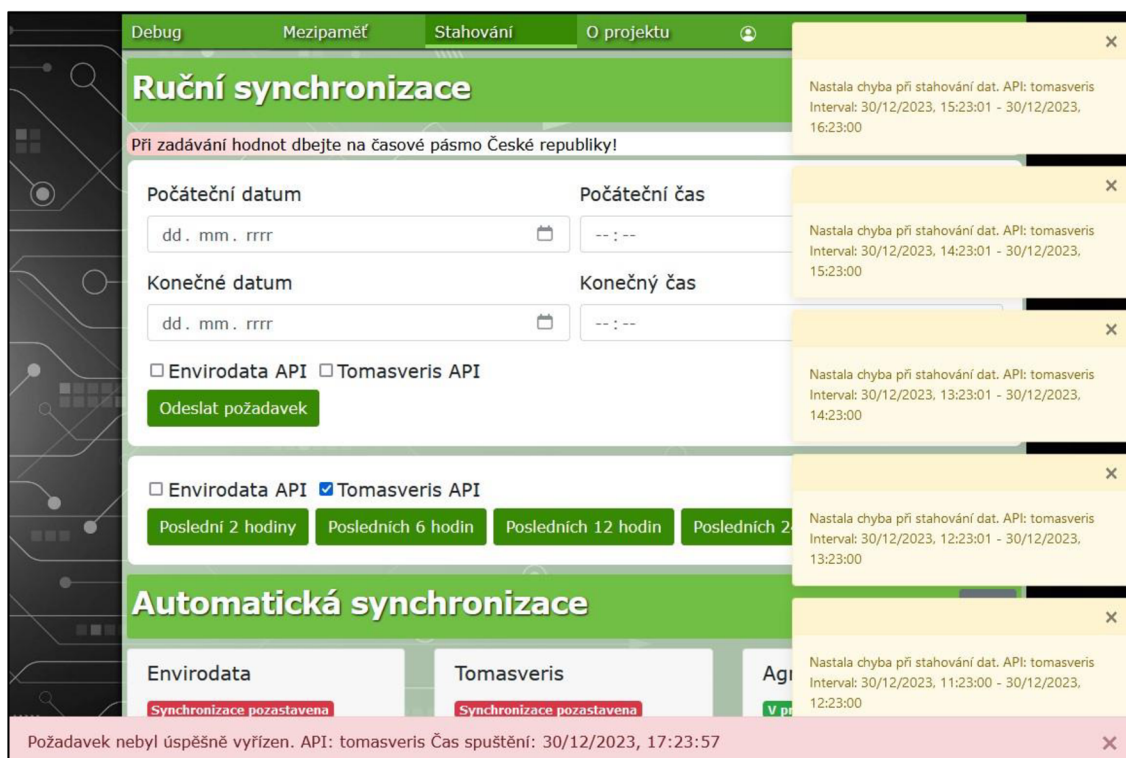 Debug Mezipaměť Stahování O projektu
Ruční synchronizace
Při zadávání hodnot dbejte na časové pásmo České republiky!
Počáteční datum Počáteční čas
dd. mm. rrrr --:--
Konečné datum Konečný čas
dd. mm. rrrr --:--
Envirodata API Tomasveris API
Odeslat požadavek
Envirodata API Tomasveris API
Poslední 2 hodiny Posledních 6 hodin Posledních 12 hodin Posledních 2
Automatická synchronizace
Envirodata Tomasveris Agr
Synchronizace pozastavena Synchronizace pozastavena V pr
×
Nastala chyba při stahování dat. API: tomasveris
Interval: 30/12/2023, 15:23:01 - 30/12/2023,
16:23:00
×
Nastala chyba při stahování dat. API: tomasveris
Interval: 30/12/2023, 14:23:01 - 30/12/2023,
15:23:00
×
Nastala chyba při stahování dat. API: tomasveris
Interval: 30/12/2023, 13:23:01 - 30/12/2023,
14:23:00
×
Nastala chyba při stahování dat. API: tomasveris
Interval: 30/12/2023, 12:23:01 - 30/12/2023,
13:23:00
×
Nastala chyba při stahování dat. API: tomasveris
Interval: 30/12/2023, 11:23:00 - 30/12/2023,
12:23:00
Požadavek nebyl úspěšně vyřízen. API: tomasveris Čas spuštění: 30/12/2023, 17:23:57 ×